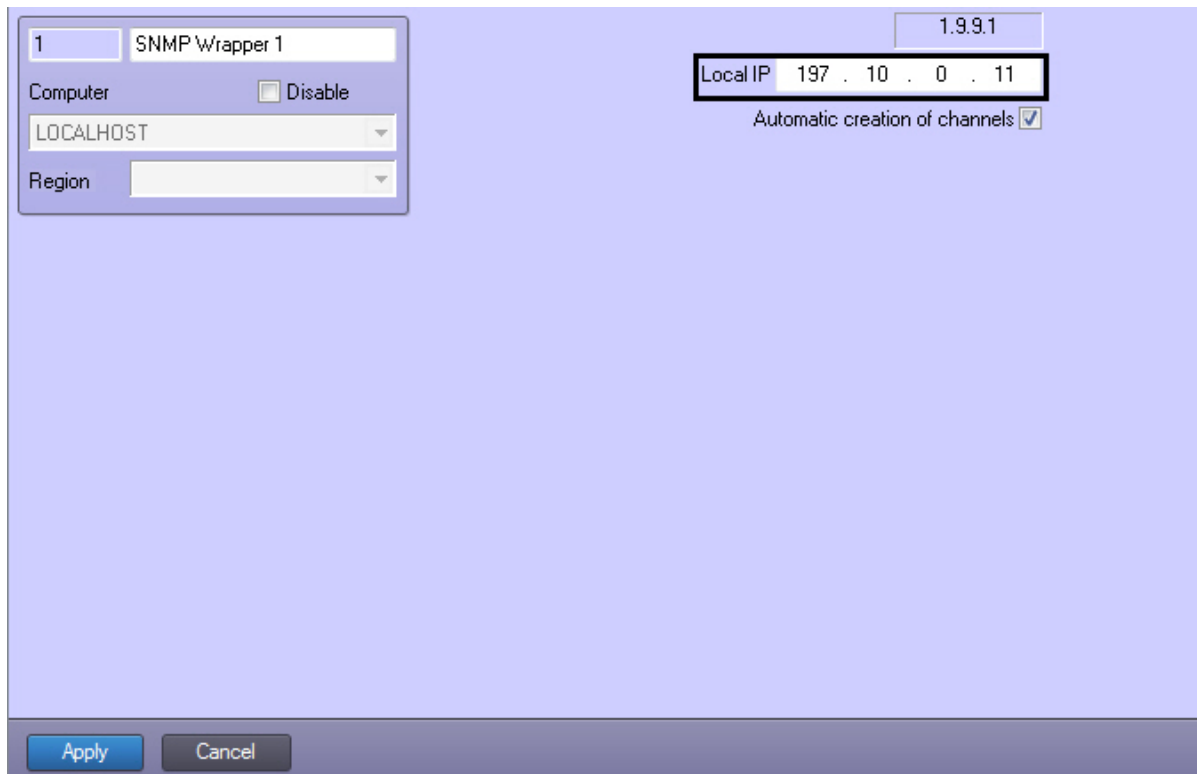 1 SNMP Wrapper 1
Computer Disable
LOCALHOST
Region
1.9.9.1
Local IP 197 . 10 . 0 . 11
Automatic creation of channels
Apply Cancel